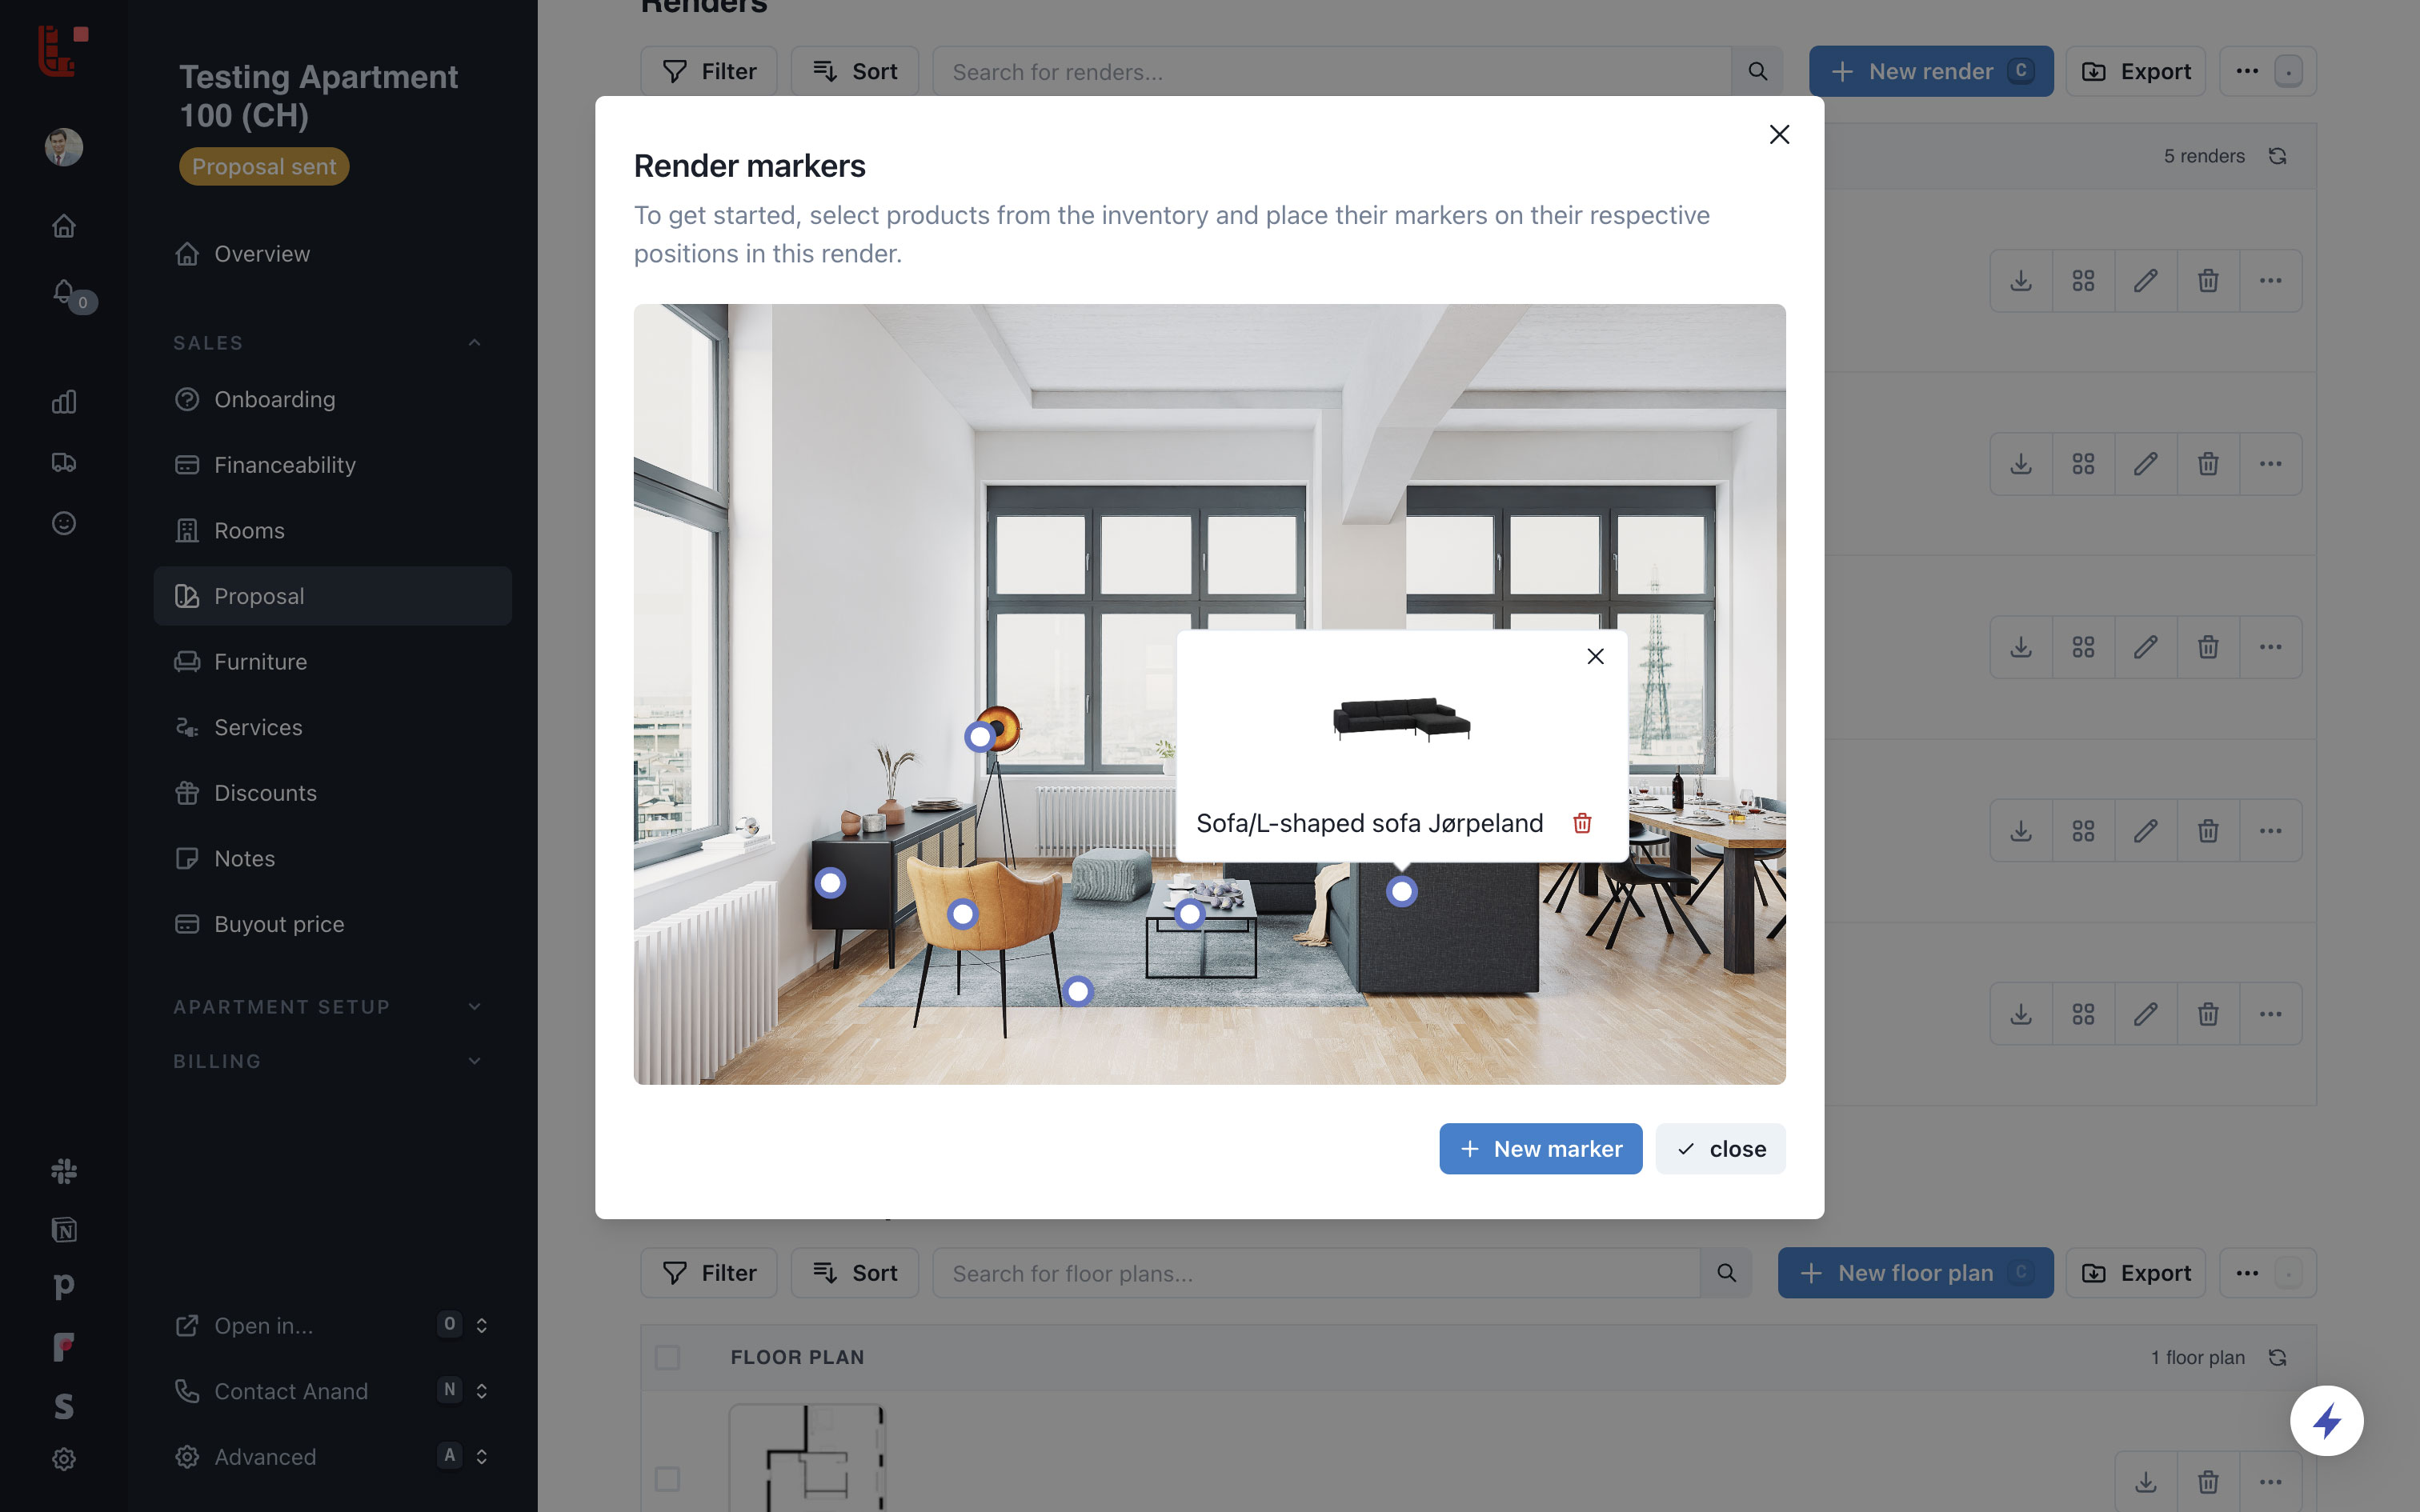 Testing Apartment
100 (CH)
Proposal sent
Overview
0
SALES
Onboarding
Financeability
Rooms
Proposal
Furniture
Services
Discounts
Notes
Buyout price
APARTMENT SETUP
BILLING
Open in...
O
Contact Anand
N
Advanced
A
Renders
Filter
Sort
Search for renders...
New render
C
Export
.
5 renders
Render markers
To get started, select products from the inventory and place their markers on their respective
positions in this render.
Sofa/L-shaped sofa Jørpeland
New marker
close
Filter
Sort
Search for floor plans...
New floor plan
C
Export
.
FLOOR PLAN
1 floor plan